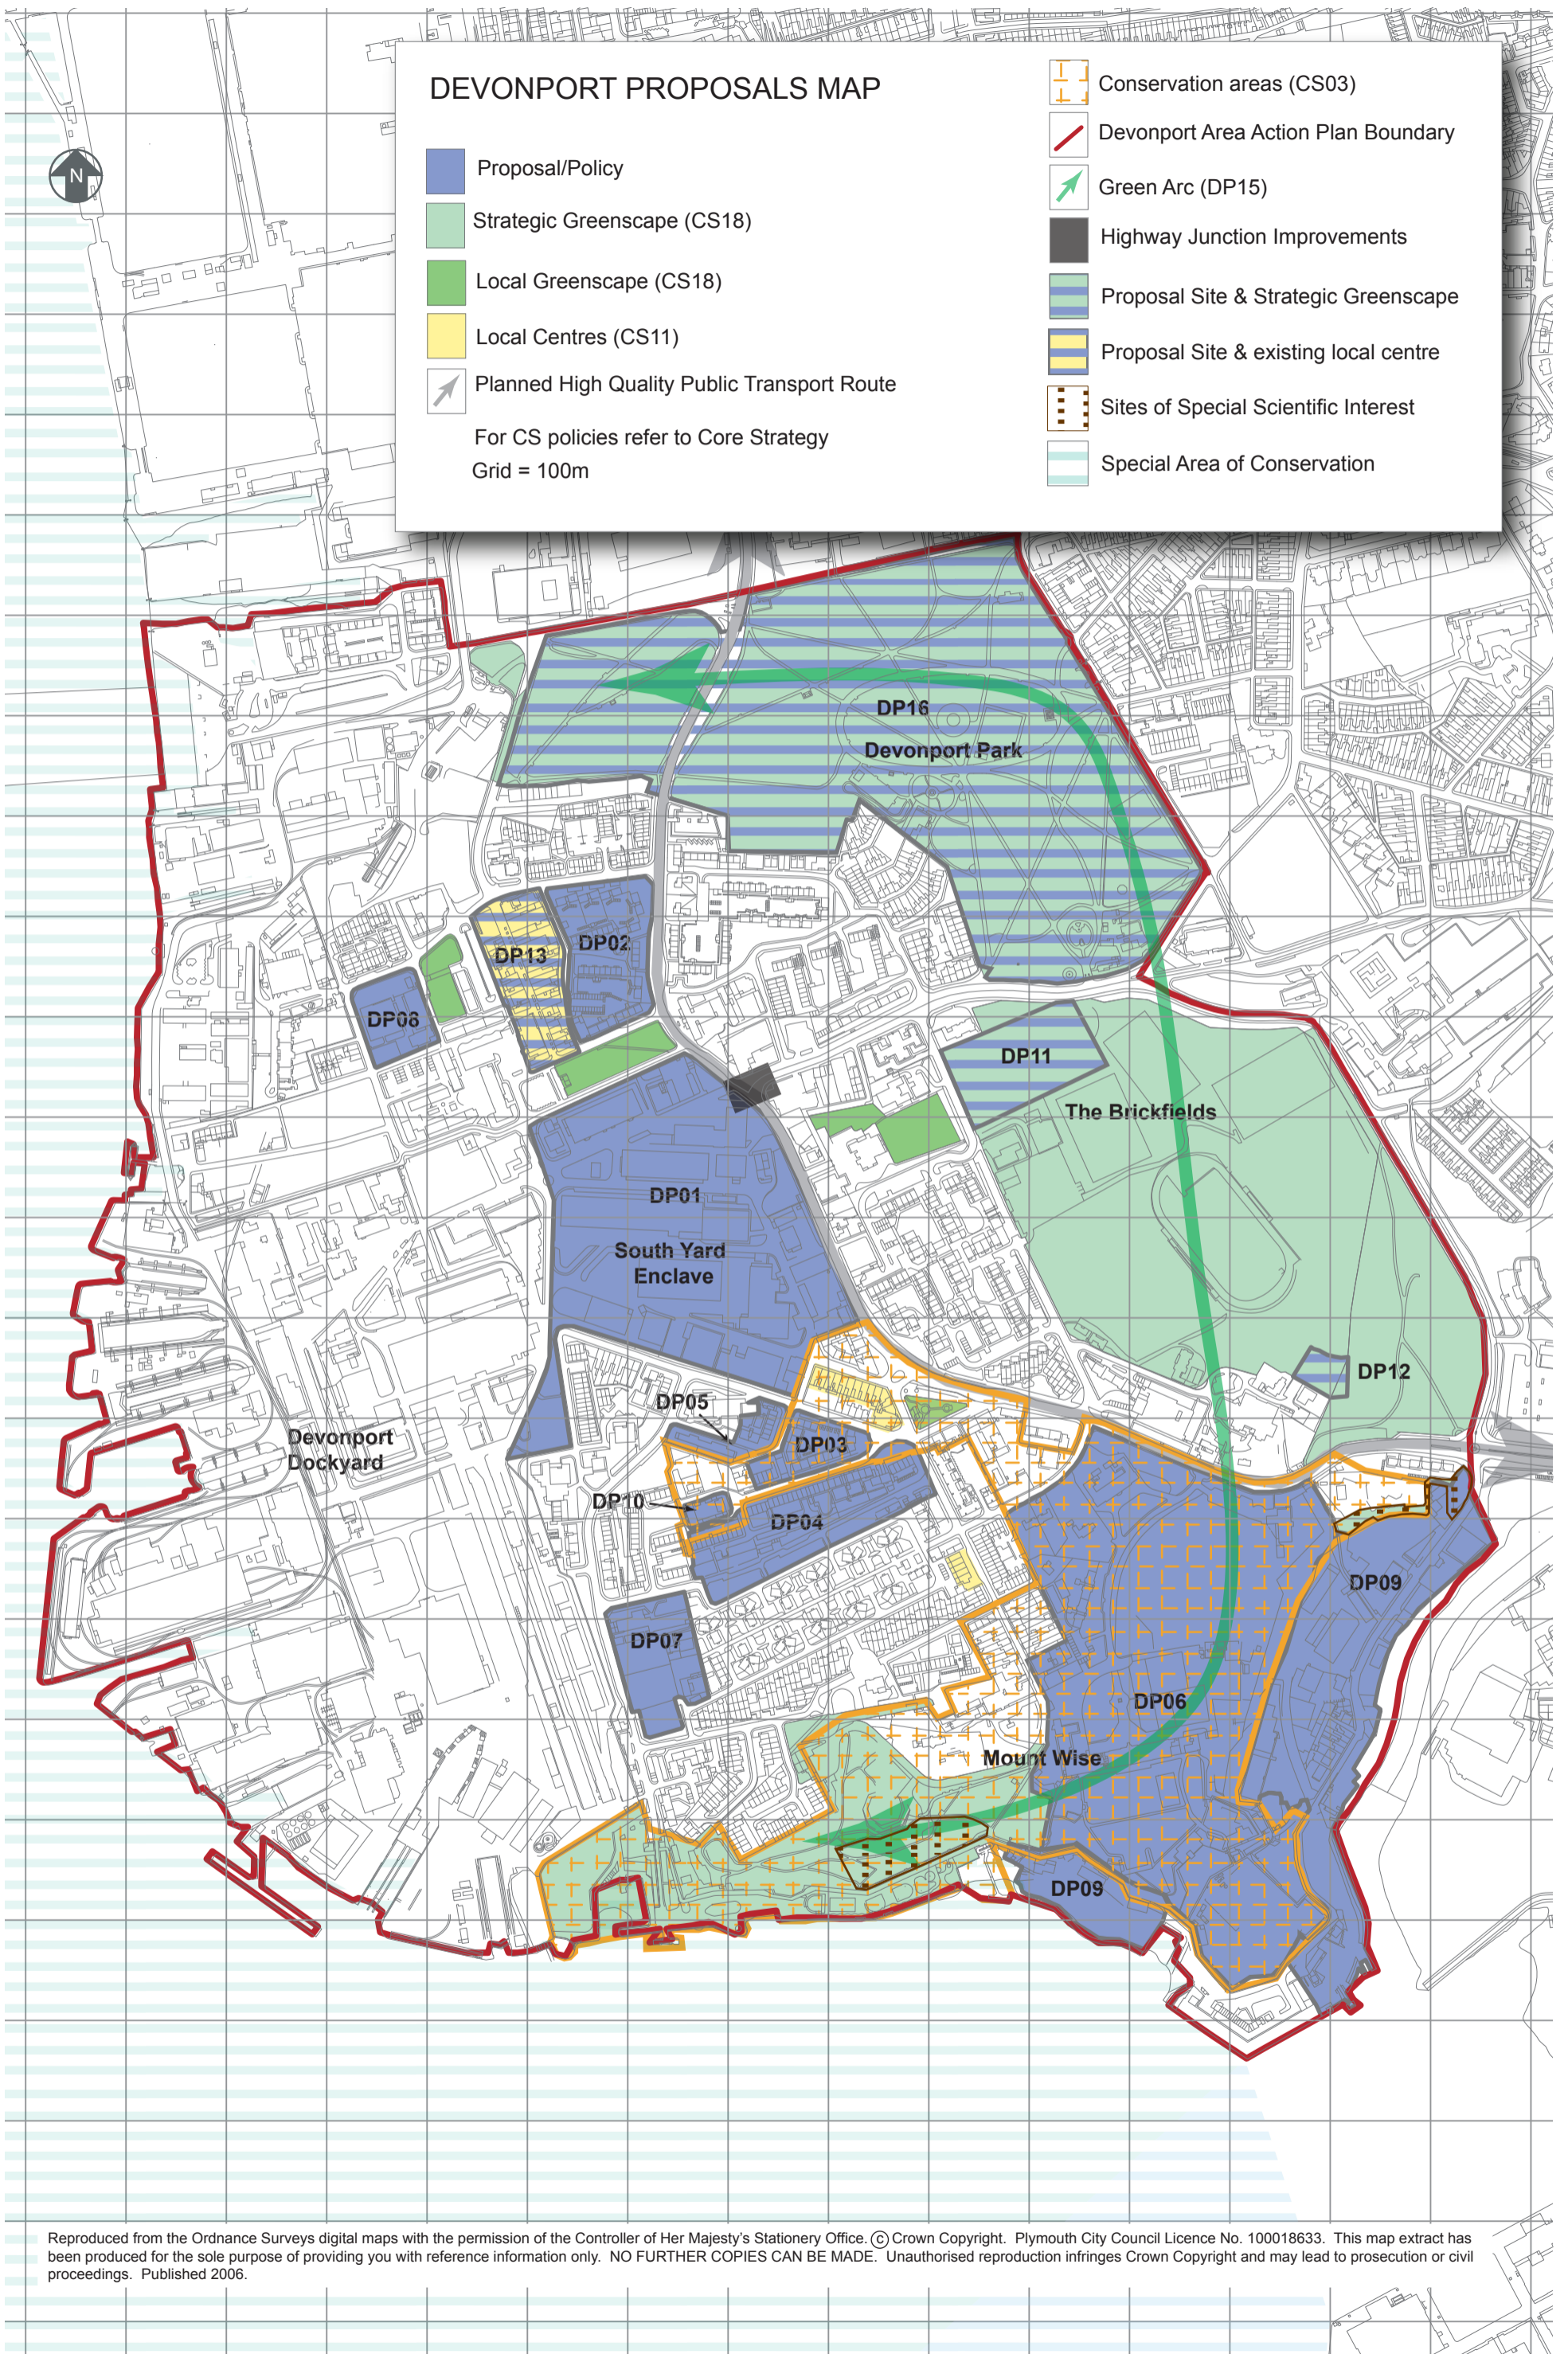 DEVONPORT PROPOSALS MAP
Proposal/Policy
Strategic Greenscape (CS18)
Local Greenscape (CS18)
Local Centres (CS11)
Planned High Quality Public Transport Route
For CS policies refer to Core Strategy
Grid = 100m
Conservation areas (CS03)
Devonport Area Action Plan Boundary
Green Arc (DP15)
Highway Junction Improvements
Proposal Site & Strategic Greenscape
Proposal Site & existing local centre
Sites of Special Scientific Interest
Special Area of Conservation
N
DP16
Devonport Park
DP13
DP02
DP08
DP11
The Brickfields
DP01
South Yard
Enclave
DP12
DP05
DP03
Devonport
Dockyard
DP10
DP04
DP09
DP07
DP06
Mount Wise
DP09
Reproduced from the Ordnance Surveys digital maps with the permission of the Controller of Her Majesty's Stationery Office. © Crown Copyright. Plymouth City Council Licence No. 100018633. This map extract has
been produced for the sole purpose of providing you with reference information only. NO FURTHER COPIES CAN BE MADE. Unauthorised reproduction infringes Crown Copyright and may lead to prosecution or civil
proceedings. Published 2006.